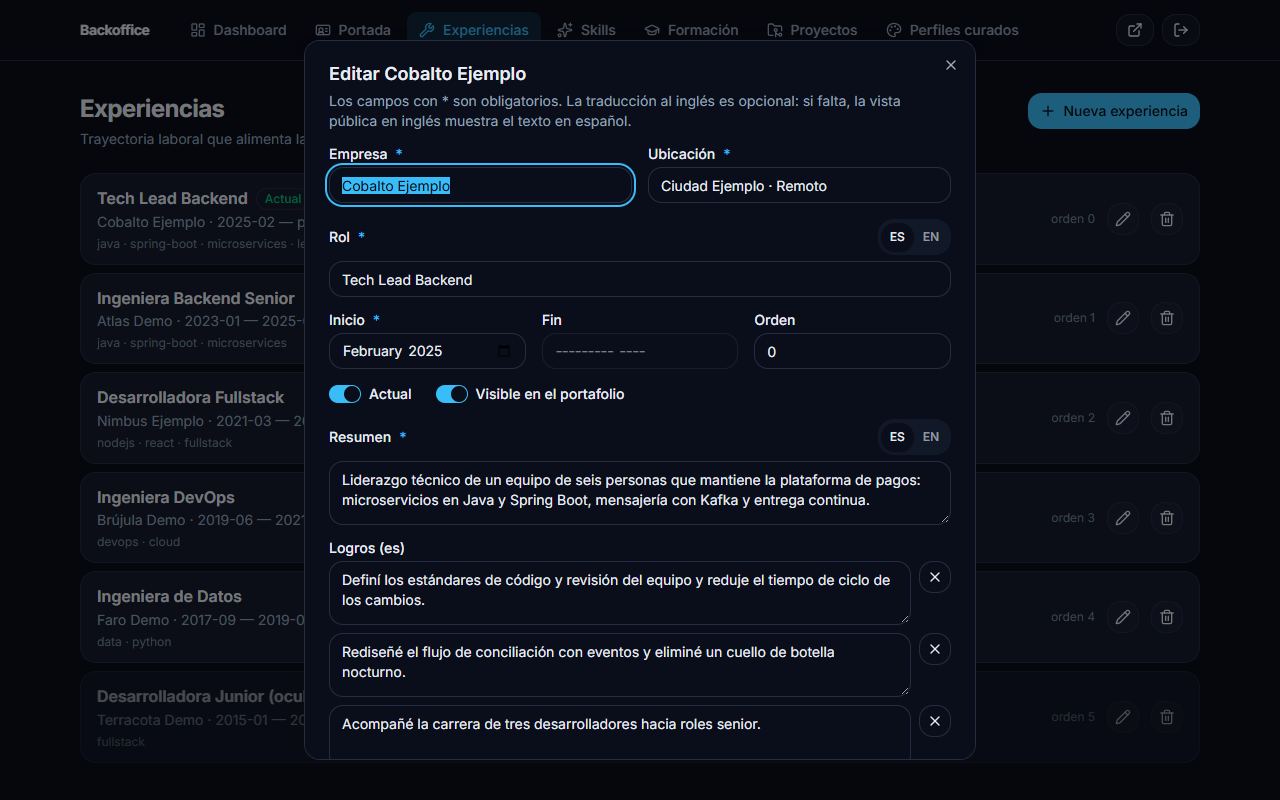 Backoffice
Dashboard
Portada
Experiencias
Skills
Formación
Proyectos
Perfiles curados
Experiencias
Trayectoria laboral que alimenta la
Nueva experiencia
Tech Lead Backend Actual
Cobalto Ejemplo · 2025-02 —
java · spring-boot · microservices ·
orden 0
Ingeniera Backend Senior
Atlas Demo · 2023-01 — 2025-
java · spring-boot · microservices
orden 1
Desarrolladora Fullstack
Nimbus Ejemplo · 2021-03 —
nodejs · react · fullstack
orden 2
Ingeniera DevOps
Brújula Demo · 2019-06 —
devops · cloud
orden 3
Ingeniera de Datos
Faro Demo · 2017-09 — 2019-
data · python
orden 4
Desarrolladora Junior
Terracota Demo · 2015-01 —
fullstack
orden 5
Editar Cobalto Ejemplo
Los campos con * son obligatorios. La traducción al inglés es opcional: si falta, la vista
pública en inglés muestra el texto en español.
Empresa *
Cobalto Ejemplo
Ubicación *
Ciudad Ejemplo · Remoto
Rol *
ES EN
Tech Lead Backend
Inicio *
February 2025
Fin
--------- ----
Orden
0
Actual
Visible en el portafolio
Resumen *
ES EN
Liderazgo técnico de un equipo de seis personas que mantiene la plataforma de pagos:
microservicios en Java y Spring Boot, mensajería con Kafka y entrega continua.
Logros (es)
Definí los estándares de código y revisión del equipo y reduje el tiempo de ciclo de
los cambios.
Rediseñé el flujo de conciliación con eventos y eliminé un cuello de botella
nocturno.
Acompañé la carrera de tres desarrolladores hacia roles senior.